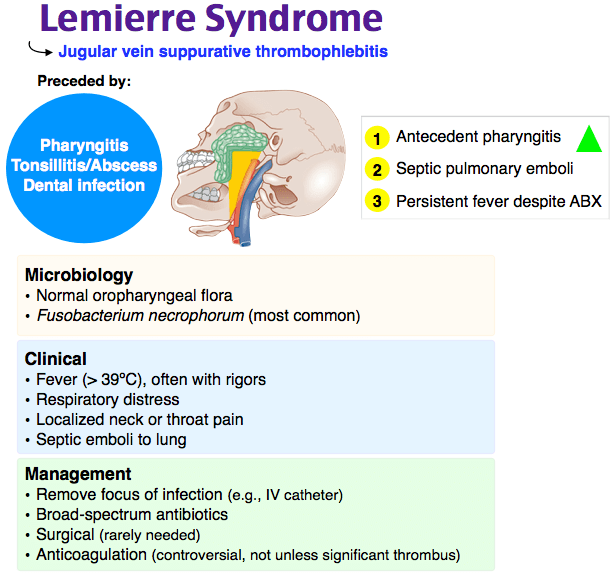 Lemierre Syndrome
Jugular vein suppurative thrombophlebitis
Preceded by:
Pharyngitis
Tonsillitis/Abscess
Dental infection
1 Antecedent pharyngitis
2 Septic pulmonary emboli
3 Persistent fever despite ABX
Microbiology
• Normal oropharyngeal flora
• Fusobacterium necrophorum (most common)
Clinical
• Fever (> 39ºC), often with rigors
• Respiratory distress
• Localized neck or throat pain
• Septic emboli to lung
Management
• Remove focus of infection (e.g., IV catheter)
• Broad-spectrum antibiotics
• Surgical (rarely needed)
• Anticoagulation (controversial, not unless significant thrombus)